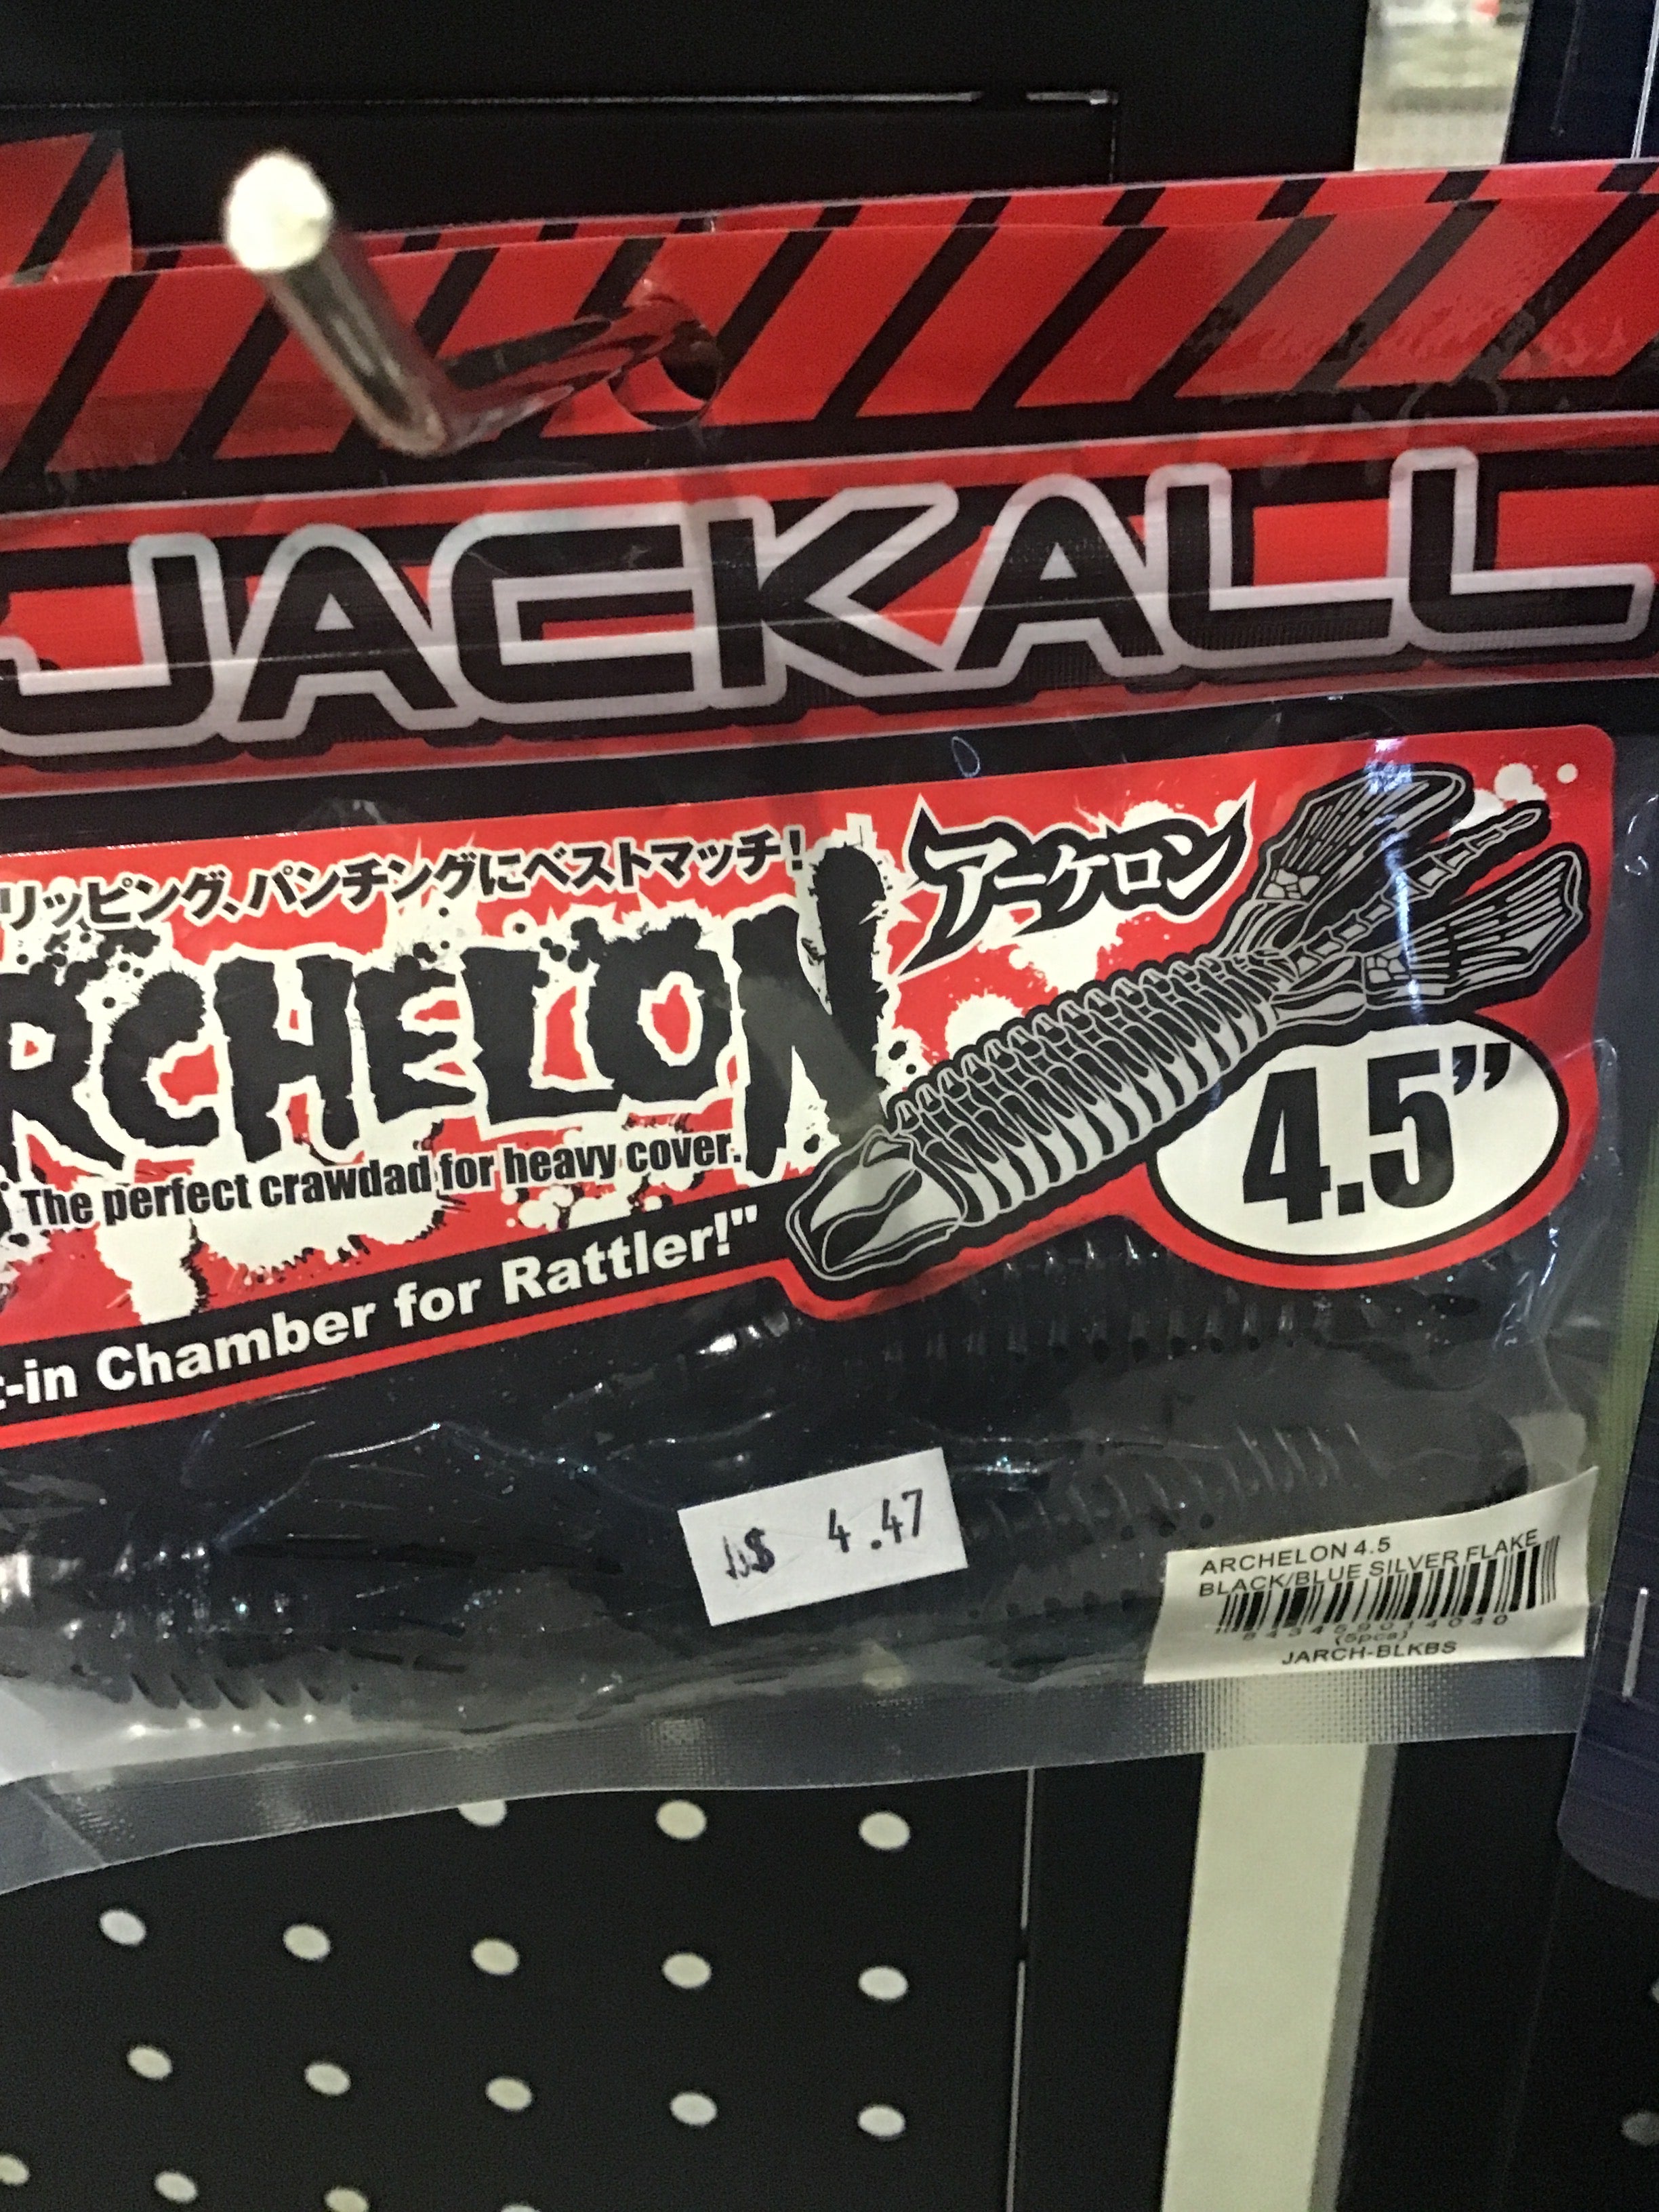 JACKALL
リッピング、パンチングにベストマッチ!
アーケロン
RCHELON
The perfect crawdad for heavy cover.
t-in Chamber for Rattler!"
4.5"
U$ 4.47
ARCHELON 4.5
BLACK/BLUE SILVER FLAKE
(5pcs)
JARCH-BLKBS